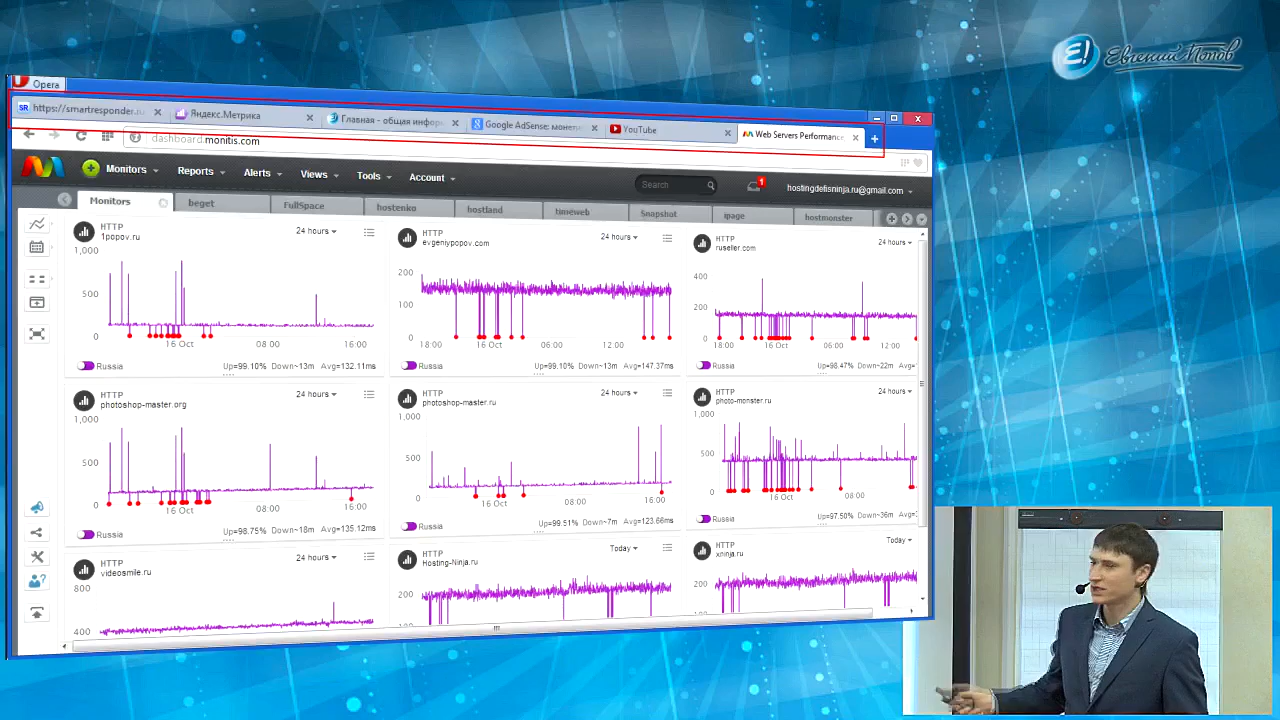 E! Евгений Попов
Opera
SR https://smartresponder.ru
Яндекс.Метрика
Главная - общая инфор
Google AdSense: монет
YouTube
Web Servers Performance,
dashboard.monitis.com
Monitors Reports Alerts Views Tools Account
Search
1
hostingdefisninja.ru@gmail.com
Monitors beget FullSpace hostenko hostland timeweb Snapshot ipage hostmonster
HTTP
1popov.ru
24 hours
1,000
500
0
16 Oct 08:00 16:00
Russia
Up=99.10% Down~13m Avg=132.11ms
HTTP
evgeniypopov.com
24 hours
200
100
0
18:00 16 Oct 06:00 12:00
Russia
Up=99.10% Down~13m Avg=147.37ms
HTTP
ruseller.com
24 hours
400
200
0
18:00 16 Oct 06:00 12:00
Russia
Up=98.47% Down~22m Avg=
HTTP
photoshop-master.org
24 hours
1,000
500
0
16 Oct 08:00 16:00
Russia
Up=98.75% Down~18m Avg=135.12ms
HTTP
photoshop-master.ru
24 hours
1,000
500
0
16 Oct 08:00 16:00
Russia
Up=99.51% Down~7m Avg=123.66ms
HTTP
photo-monster.ru
24 hours
1,000
500
0
16 Oct 08:00
Russia
Up=97.50% Down~36m Avg=
HTTP
videosmile.ru
24 hours
800
400
HTTP
Hosting-Ninja.ru
Today
200
100
HTTP
xninja.ru
Today
200
100